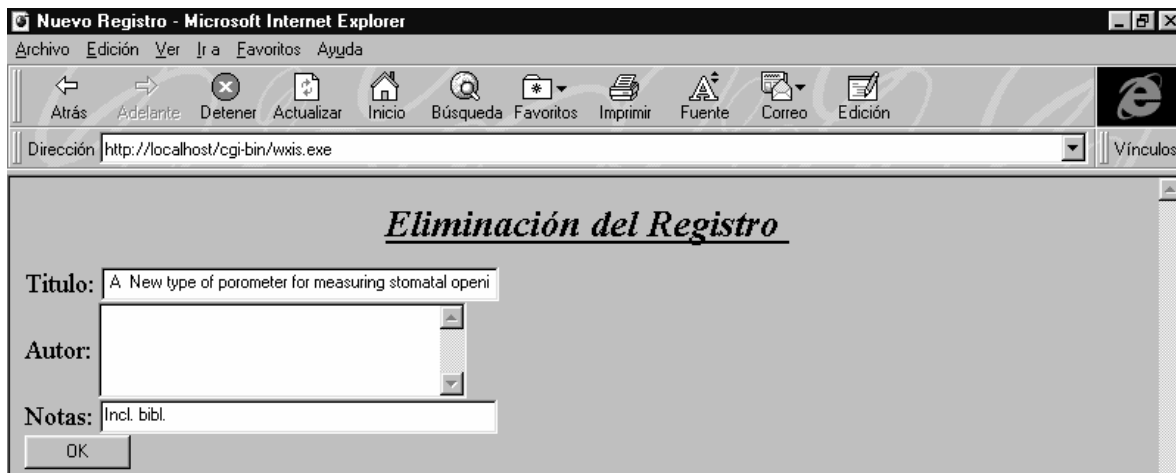 Nuevo Registro - Microsoft Internet Explorer
Archivo Edición Ver Ir a Favoritos Ayuda
Atrás Adelante Detener Actualizar Inicio Búsqueda Favoritos Imprimir Fuente Correo Edición
Dirección http://localhost/cgi-bin/wxis.exe Vínculos
Eliminación del Registro
Titulo: A New type of porometer for measuring stomatal openi
Autor:
Notas: Incl. bibl.
OK